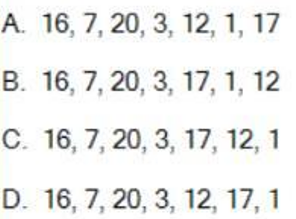 A. 16, 7, 20, 3, 12, 1, 17
B. 16, 7, 20, 3, 17, 1, 12
C. 16, 7, 20, 3, 17, 12, 1
D. 16, 7, 20, 3, 12, 17, 1